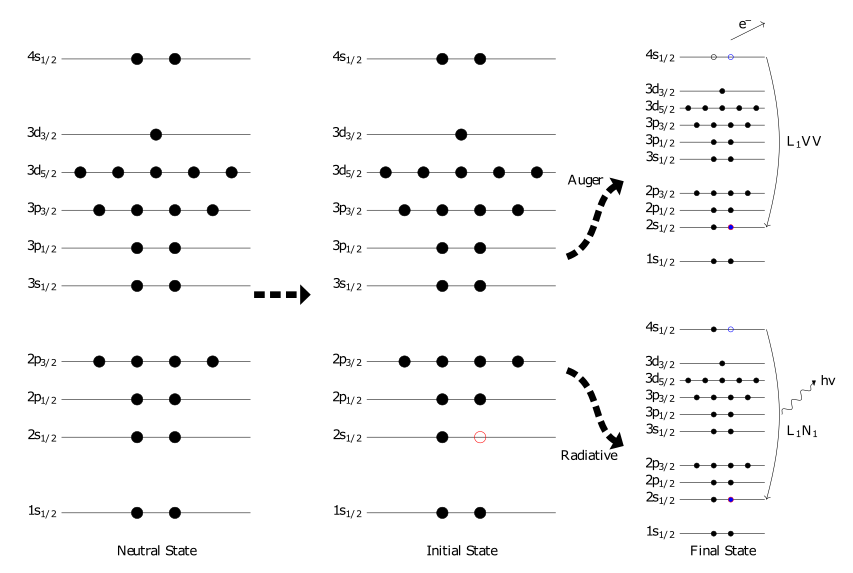 4s₁/₂
3d₃/₂
3d₅/₂
3p₃/₂
3p₁/₂
3s₁/₂
2p₃/₂
2p₁/₂
2s₁/₂
1s₁/₂
Neutral State
4s₁/₂
3d₃/₂
3d₅/₂
3p₃/₂
3p₁/₂
3s₁/₂
2p₃/₂
2p₁/₂
2s₁/₂
1s₁/₂
Initial State
Auger
Radiative
e⁻
4s₁/₂
3d₃/₂
3d₅/₂
3p₃/₂
3p₁/₂
3s₁/₂
2p₃/₂
2p₁/₂
2s₁/₂
1s₁/₂
L₁VV
4s₁/₂
3d₃/₂
3d₅/₂
3p₃/₂
3p₁/₂
3s₁/₂
2p₃/₂
2p₁/₂
2s₁/₂
1s₁/₂
hν
L₁N₁
Final State